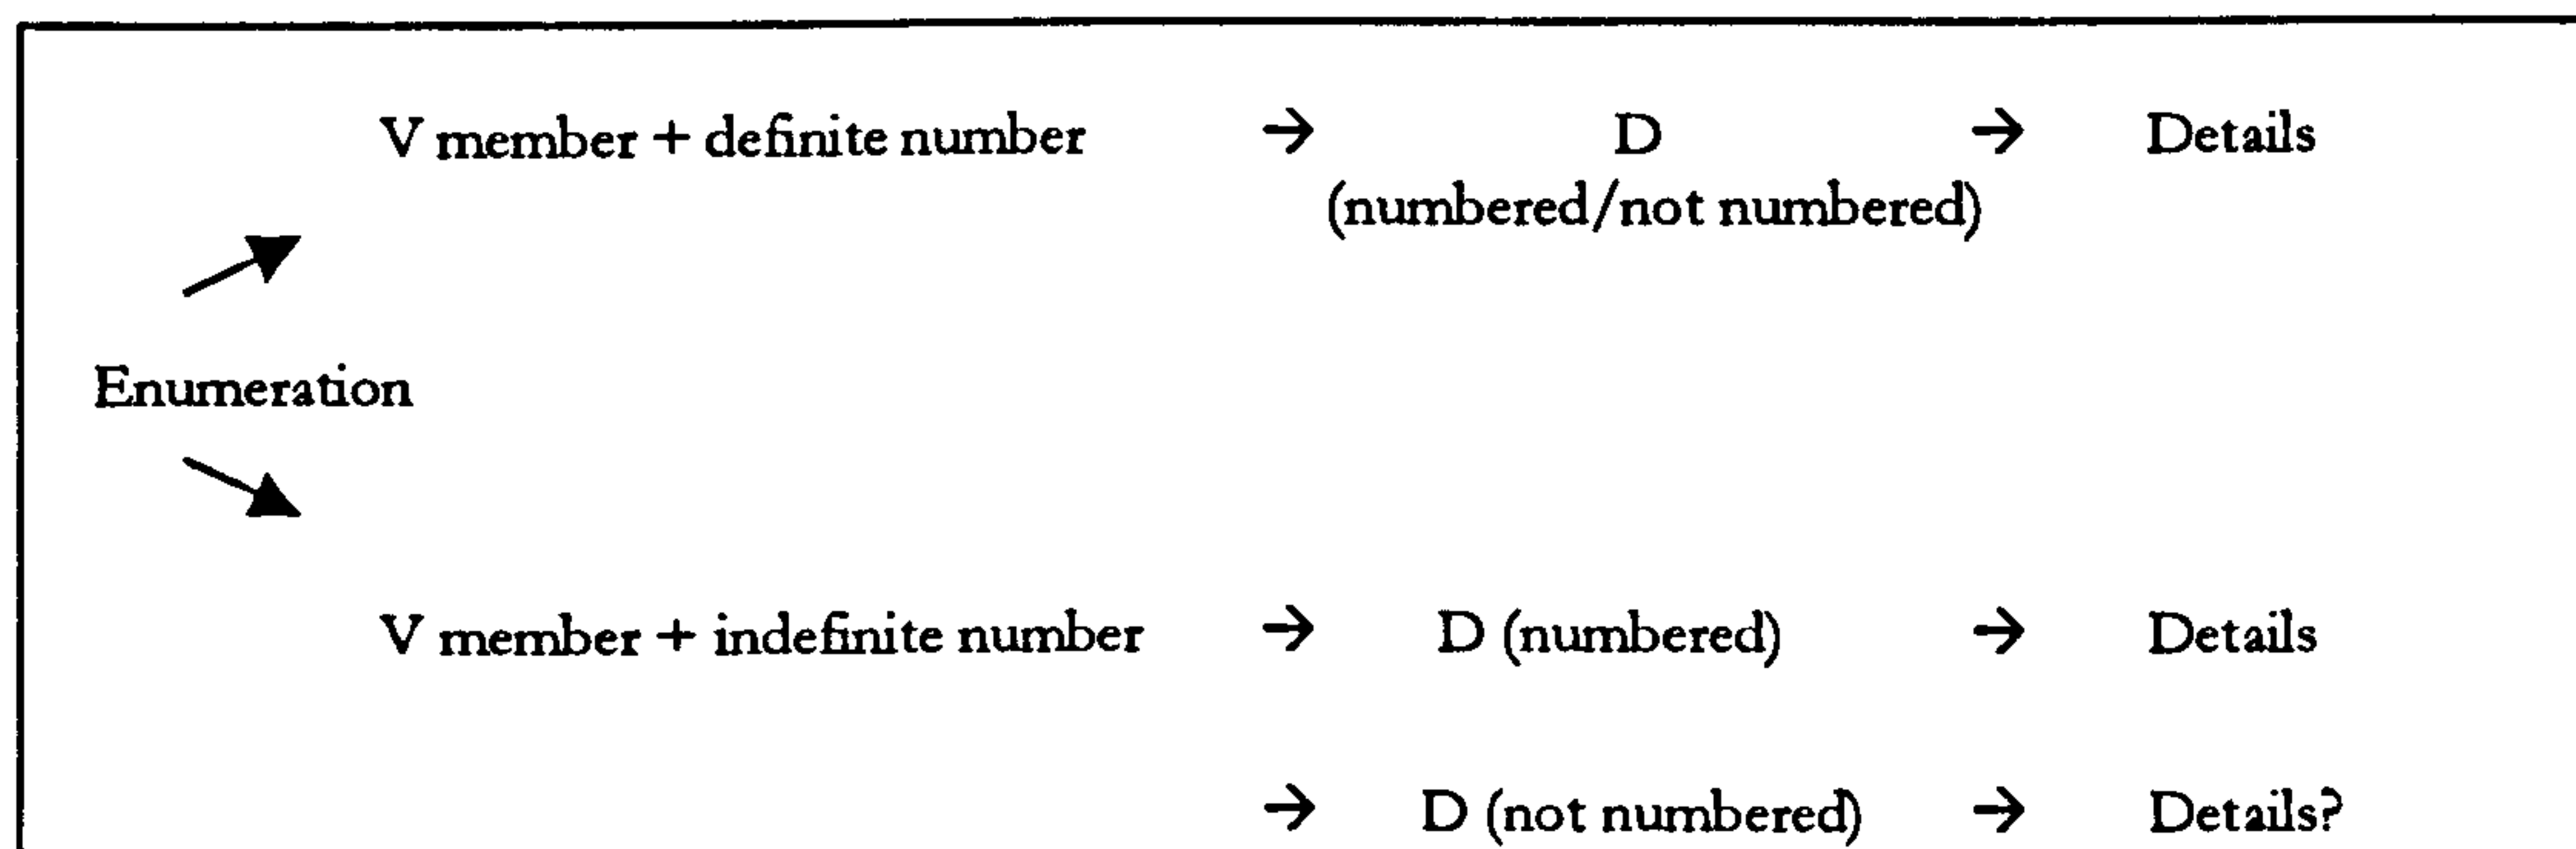 V member + definite number → D → Details
(numbered/not numbered)
Enumeration
V member + indefinite number → D (numbered) → Details
→ D (not numbered) → Details?